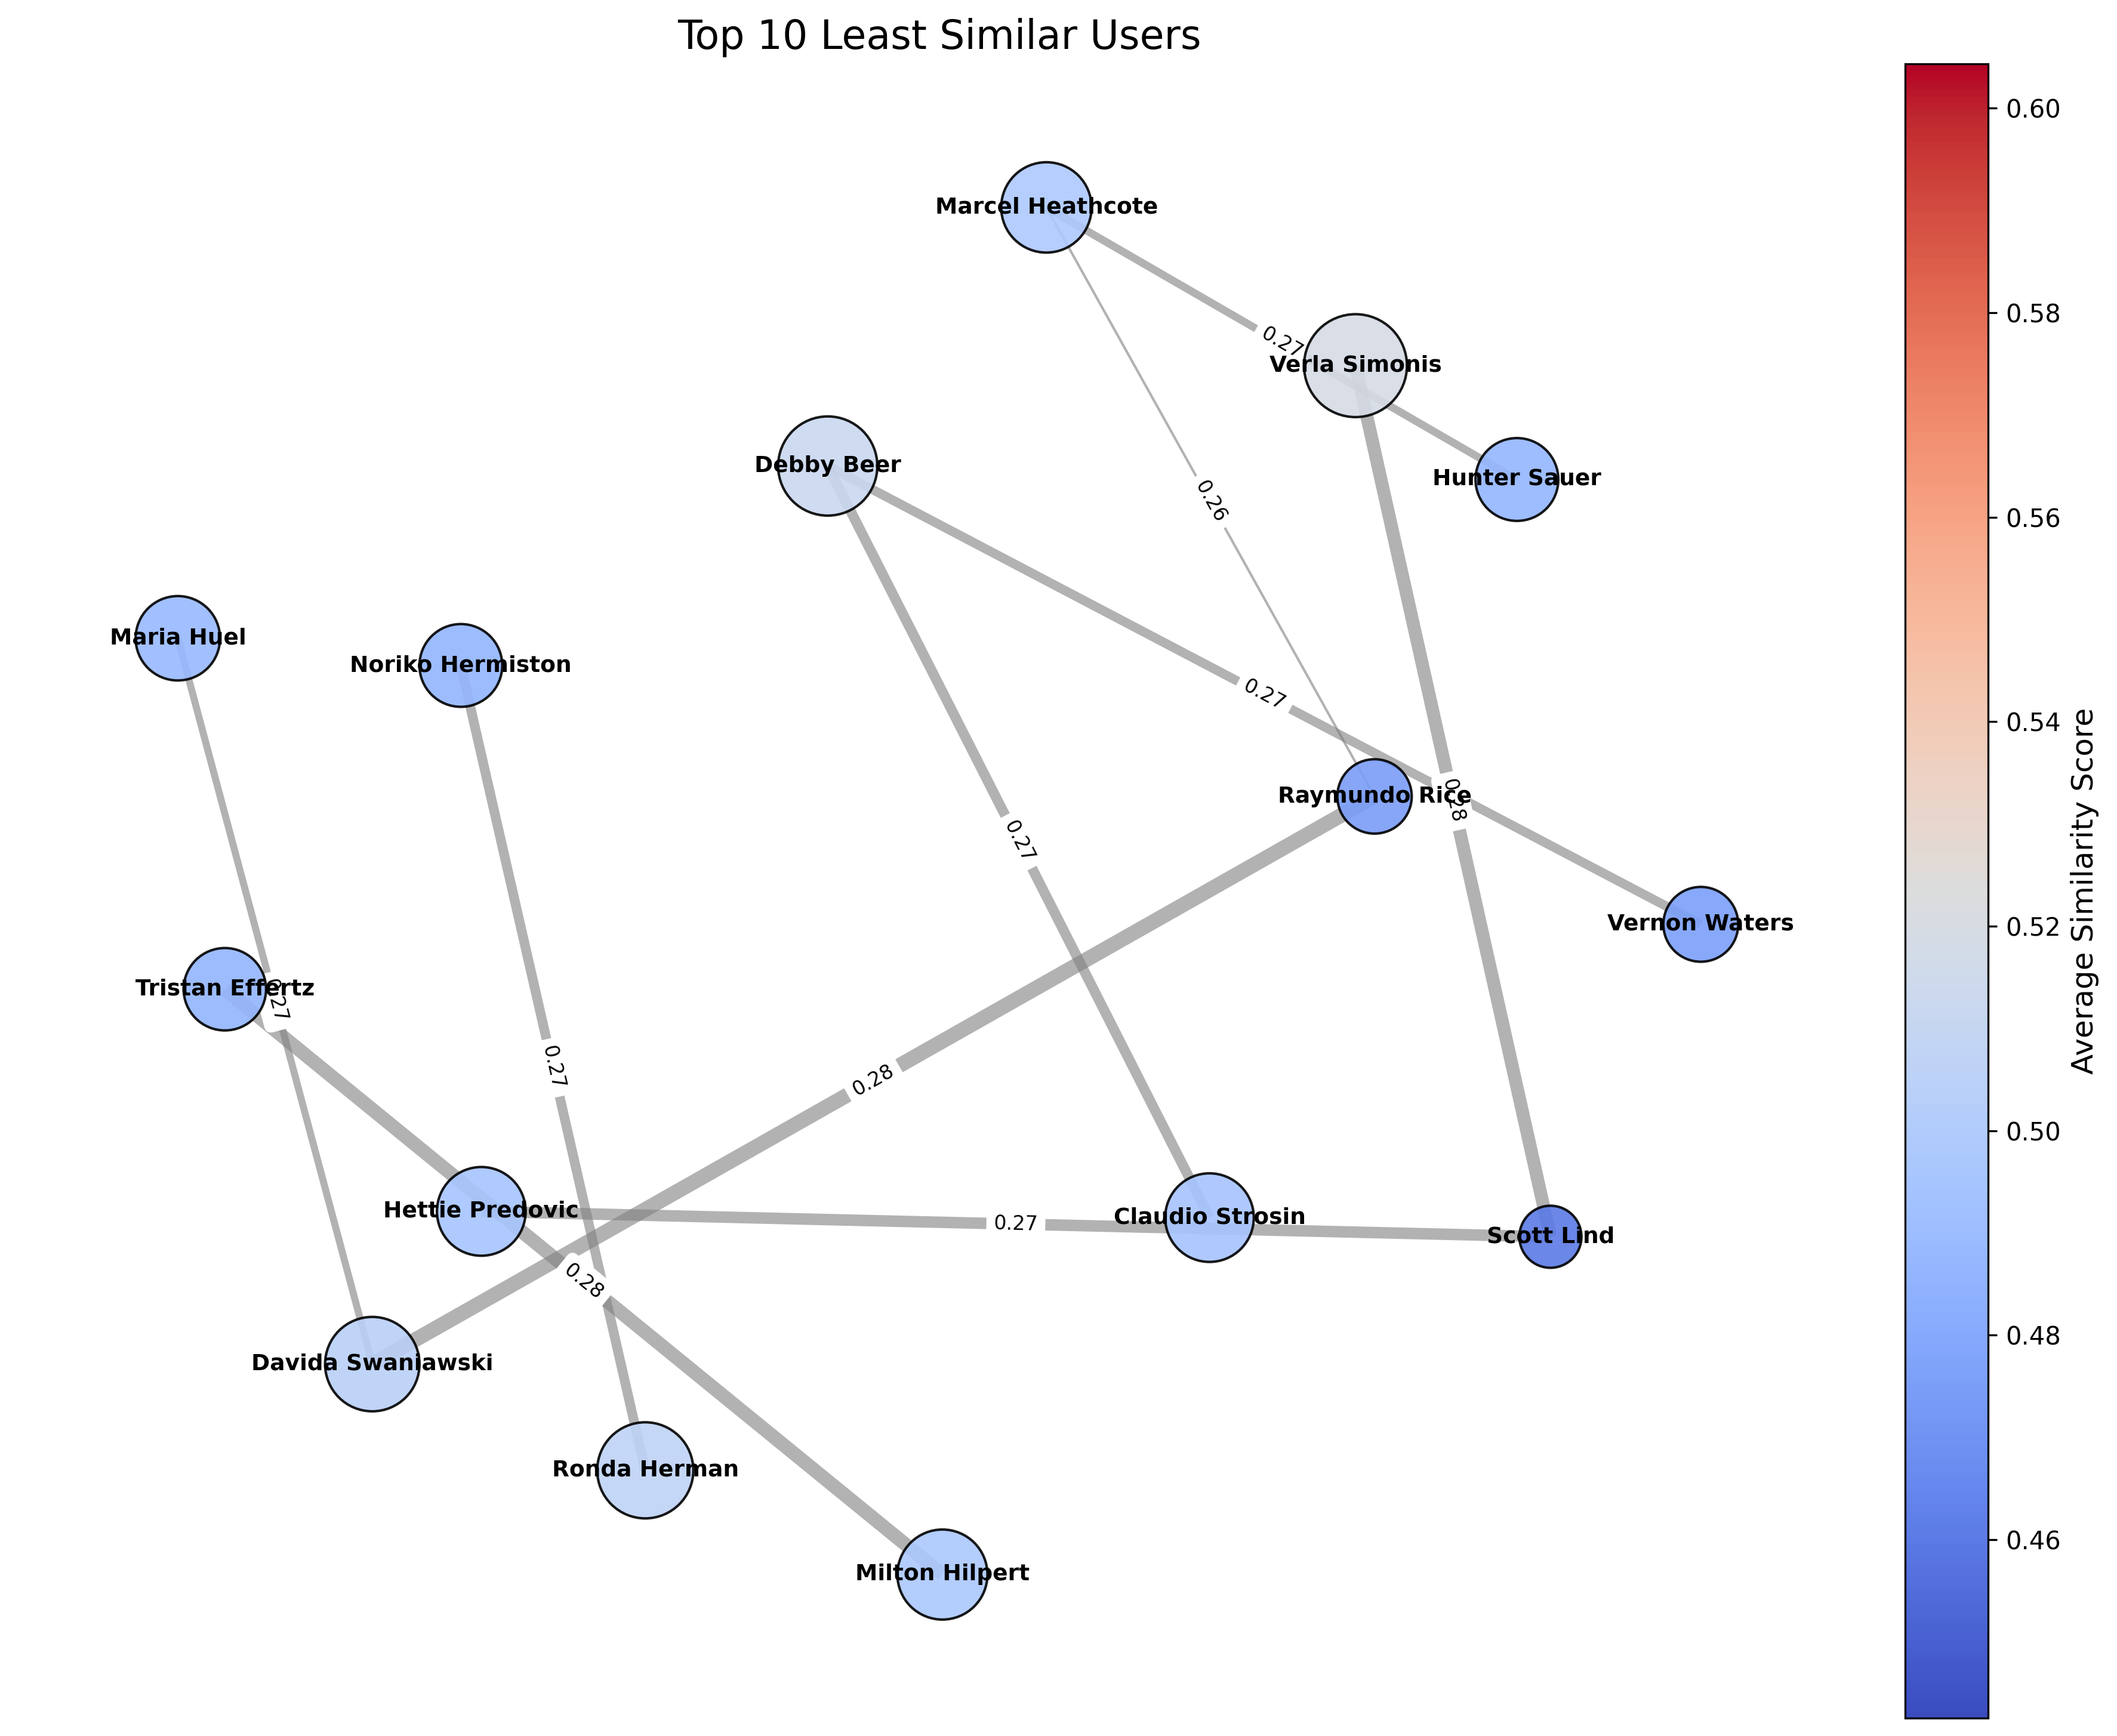 Top 10 Least Similar Users
Marcel Heathcote
0.27
Verla Simonis
Debby Beer
Hunter Sauer
0.26
Maria Huel
Noriko Hermiston
0.27
Raymundo Rice
0.28
0.27
Vernon Waters
Tristan Effertz
0.27
0.27
0.28
Hettie Predovic
0.27
Claudio Strosin
Scott Lind
0.28
Davida Swaniawski
Ronda Herman
Milton Hilpert
0.60
0.58
0.56
0.54
0.52
0.50
0.48
0.46
Average Similarity Score